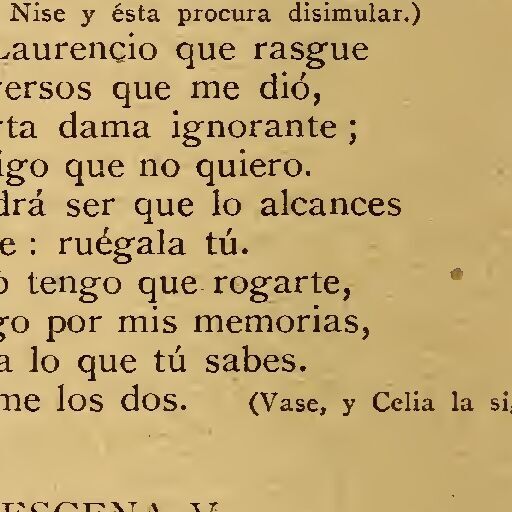 Nise y ésta procura disimular.)
Laurencio que rasgue
versos que me dió,
rta dama ignorante ;
igo que no quiero.
drá ser que lo alcances
e : ruégala tú.
o tengo que rogarte,
go por mis memorias,
a lo que tú sabes.
me los dos. (Vase, y Celia la si
ESCENA V